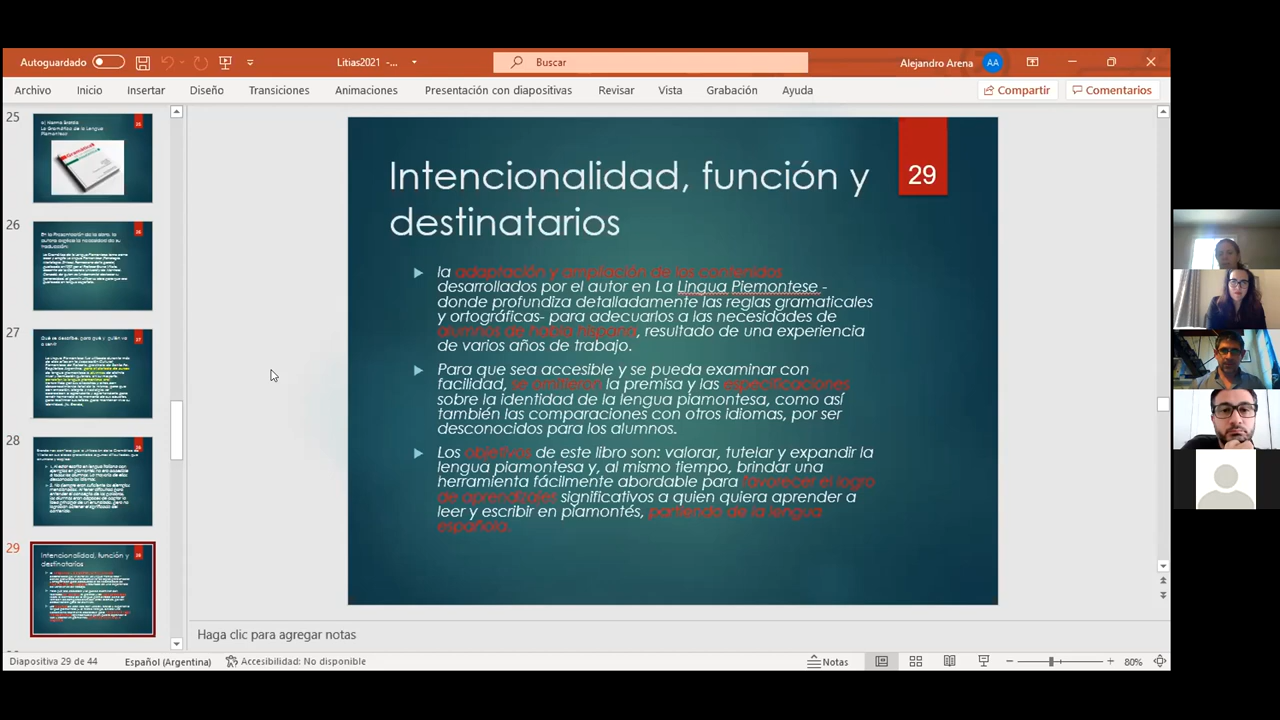 Autoguardado
Litias2021 -...
Buscar
Alejandro Arena
AA
Archivo
Inicio
Insertar
Diseño
Transiciones
Animaciones
Presentación con diapositivas
Revisar
Vista
Grabación
Ayuda
Compartir
Comentarios
25
26
27
28
29
Intencionalidad, función y
destinatarios
29
la adaptación y ampliación de los contenidos
desarrollados por el autor en La Lingua Piemontese -
donde profundiza detalladamente las reglas gramaticales
y ortográficas- para adecuarlos a las necesidades de
alumnos de habla hispana, resultado de una experiencia
de varios años de trabajo.
Para que sea accesible y se pueda examinar con
facilidad, se omitieron la premisa y las especificaciones
sobre la identidad de la lengua piamontesa, como así
también las comparaciones con otros idiomas, por ser
desconocidos para los alumnos.
Los objetivos de este libro son: valorar, tutelar y expandir la
lengua piamontesa y, al mismo tiempo, brindar una
herramienta fácilmente abordable para favorecer el logro
de aprendizajes significativos a quien quiera aprender a
leer y escribir en piamontés, partiendo de la lengua
española.
Haga clic para agregar notas
Diapositiva 29 de 44
Español (Argentina)
Accesibilidad: No disponible
Notas
80%